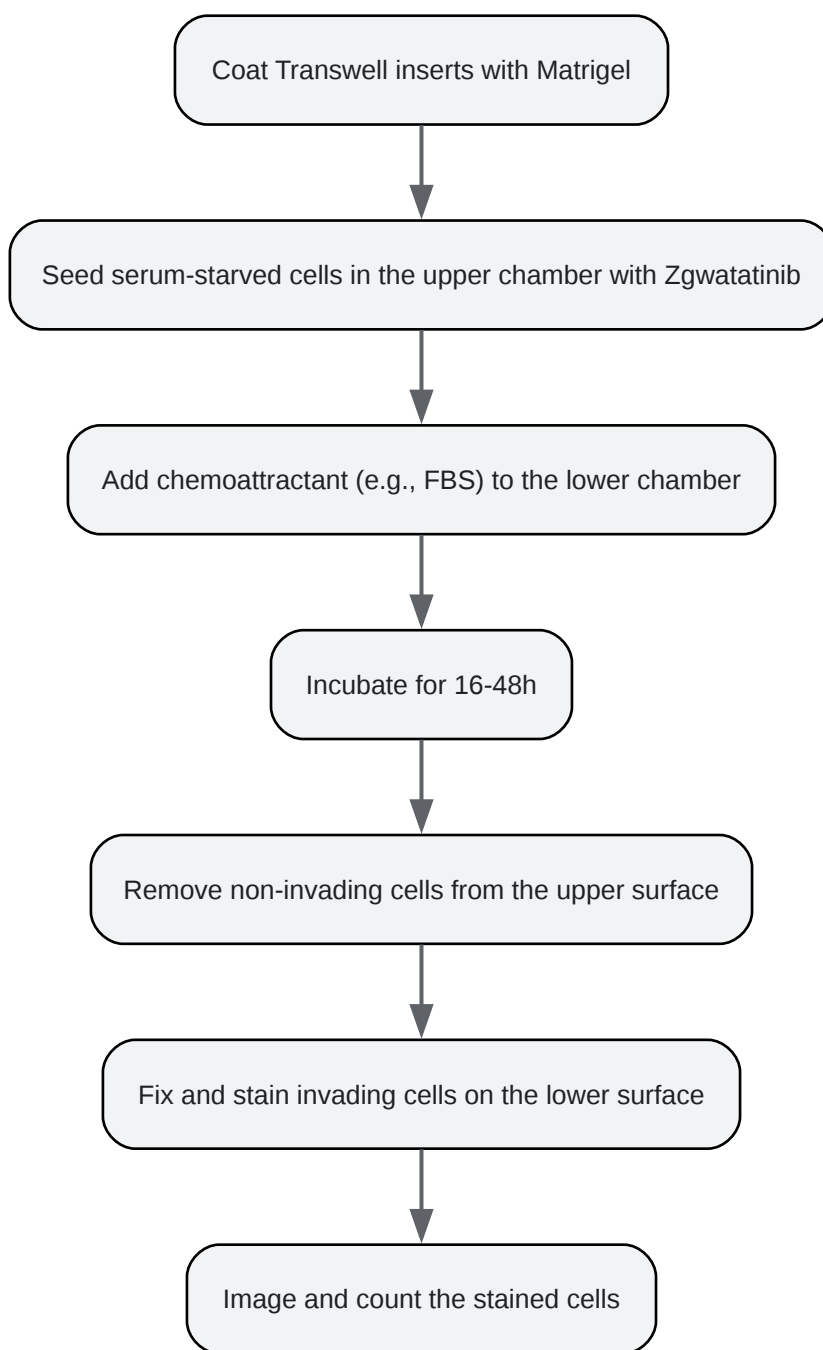 Coat Transwell inserts with Matrigel
Seed serum-starved cells in the upper chamber with Zgwatatinib
Add chemoattractant (e.g., FBS) to the lower chamber
Incubate for 16-48h
Remove non-invading cells from the upper surface
Fix and stain invading cells on the lower surface
Image and count the stained cells